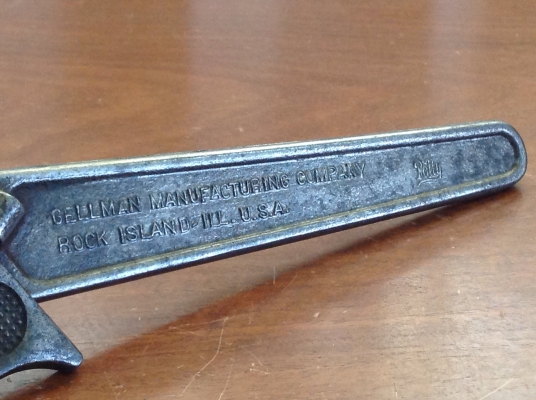 GELLMAN MANUFACTURING COMPANY
ROCK ISLAND, ILL. U.S.A.